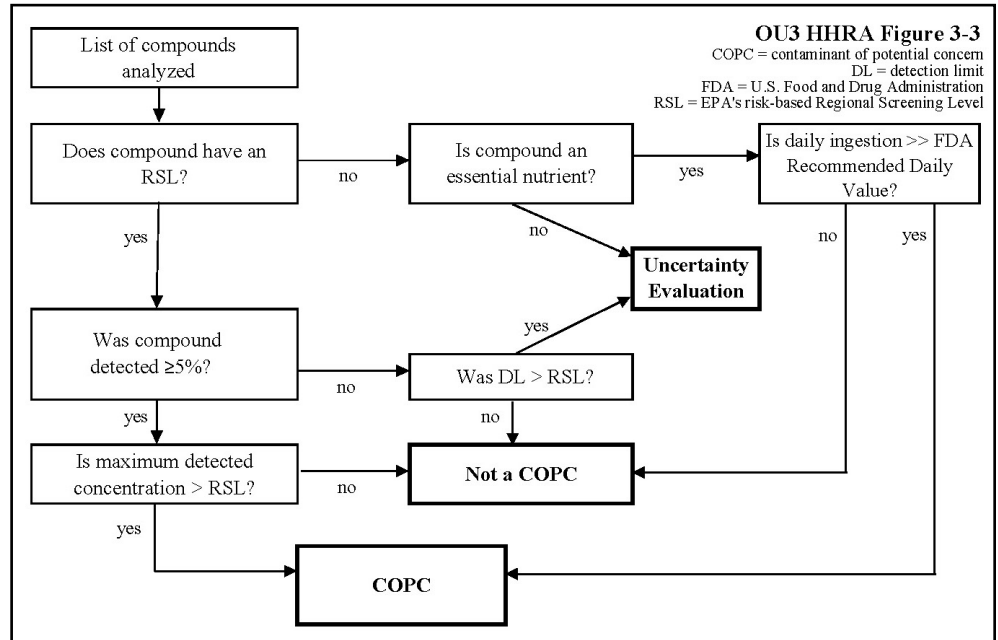 OU3 HHRA Figure 3-3
COPC = contaminant of potential concern
DL = detection limit
FDA = U.S. Food and Drug Administration
RSL = EPA's risk-based Regional Screening Level
List of compounds
analyzed
Does compound have an
RSL?
no
Is compound an
essential nutrient?
yes
Is daily ingestion >> FDA
Recommended Daily
Value?
yes
no
no
yes
Uncertainty
Evaluation
Was compound
detected ≥5%?
no
yes
Was DL > RSL?
yes
no
Is maximum detected
concentration > RSL?
no
Not a COPC
yes
COPC